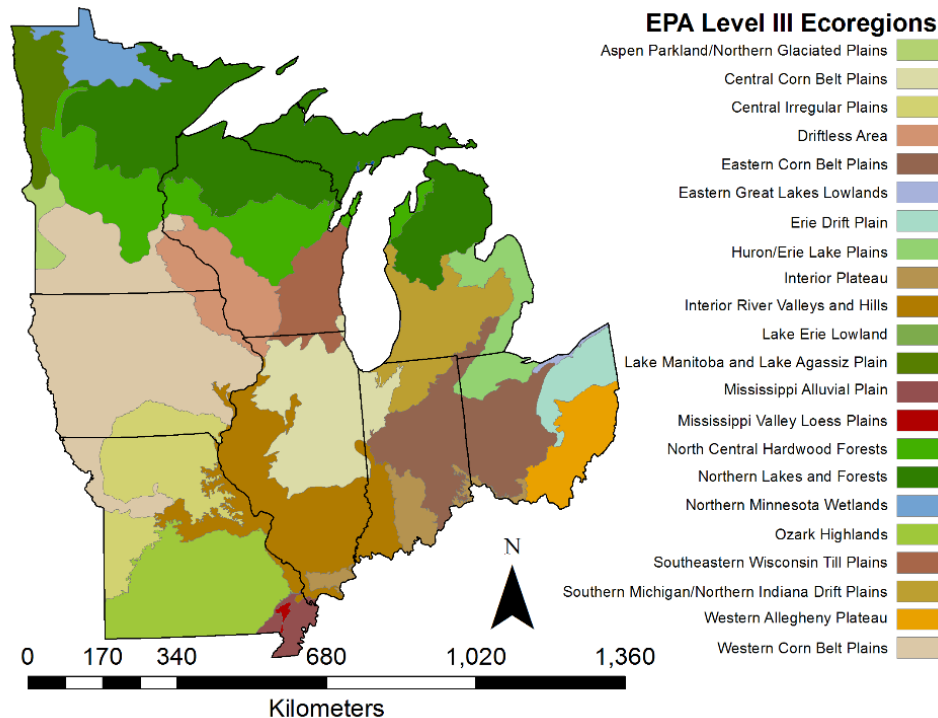 EPA Level III Ecoregions
Aspen Parkland/Northern Glaciated Plains
Central Corn Belt Plains
Central Irregular Plains
Driftless Area
Eastern Corn Belt Plains
Eastern Great Lakes Lowlands
Erie Drift Plain
Huron/Erie Lake Plains
Interior Plateau
Interior River Valleys and Hills
Lake Erie Lowland
Lake Manitoba and Lake Agassiz Plain
Mississippi Alluvial Plain
Mississippi Valley Loess Plains
North Central Hardwood Forests
Northern Lakes and Forests
Northern Minnesota Wetlands
Ozark Highlands
Southeastern Wisconsin Till Plains
Southern Michigan/Northern Indiana Drift Plains
Western Allegheny Plateau
Western Corn Belt Plains
N
0 170 340 680 1,020 1,360
Kilometers